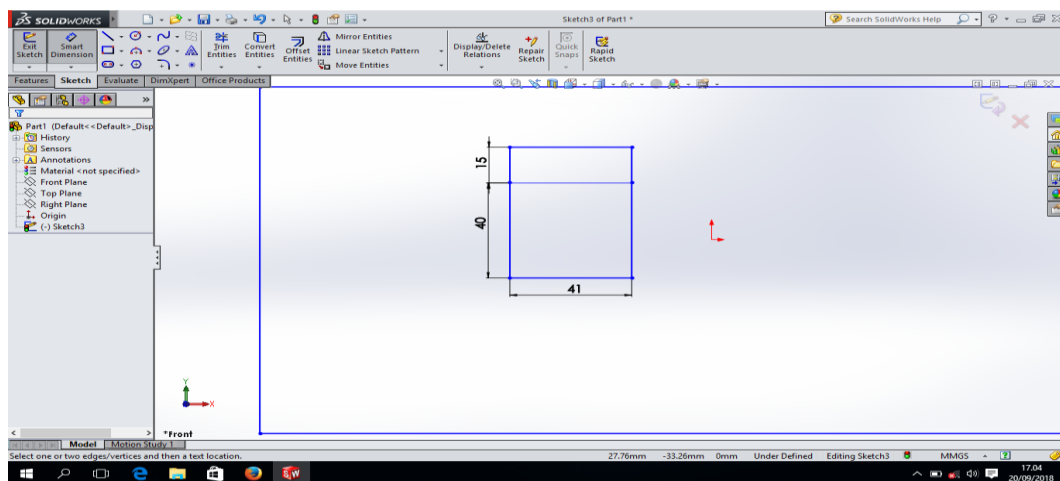 SOLIDWORKS
Sketch3 of Part1 *
Search SolidWorks Help
Exit Sketch
Smart Dimension
Trim Entities
Convert Entities
Offset Entities
Mirror Entities
Linear Sketch Pattern
Move Entities
Display/Delete Relations
Repair Sketch
Quick Snaps
Rapid Sketch
Features Sketch Evaluate DimXpert Office Products
Part1 (Default<<Default>_Disp
History
Sensors
Annotations
Material <not specified>
Front Plane
Top Plane
Right Plane
Origin
(-) Sketch3
15
40
41
Y
X
*Front
Model Motion Study 1
Select one or two edges/vertices and then a text location.
27.76mm -33.26mm 0mm Under Defined Editing Sketch3 MMGS
17.04
20/09/2018